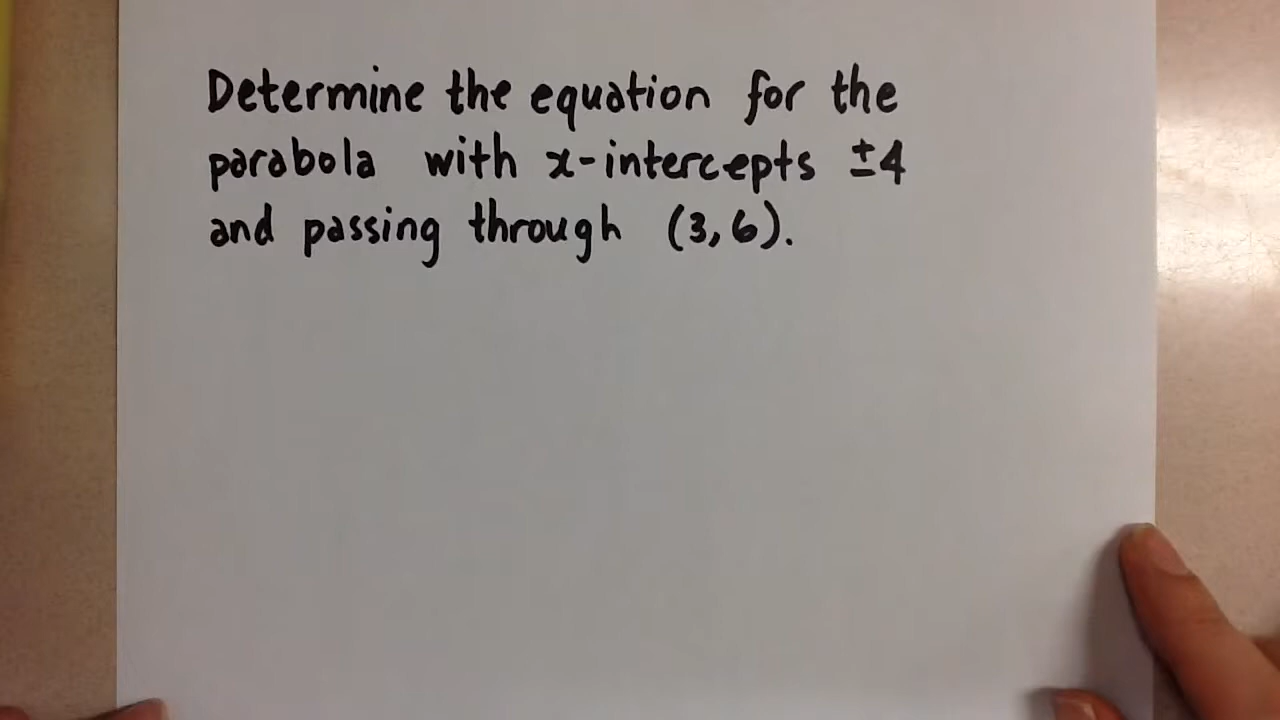 Determine the equation for the
parabola with x-intercepts ±4
and passing through (3,6).